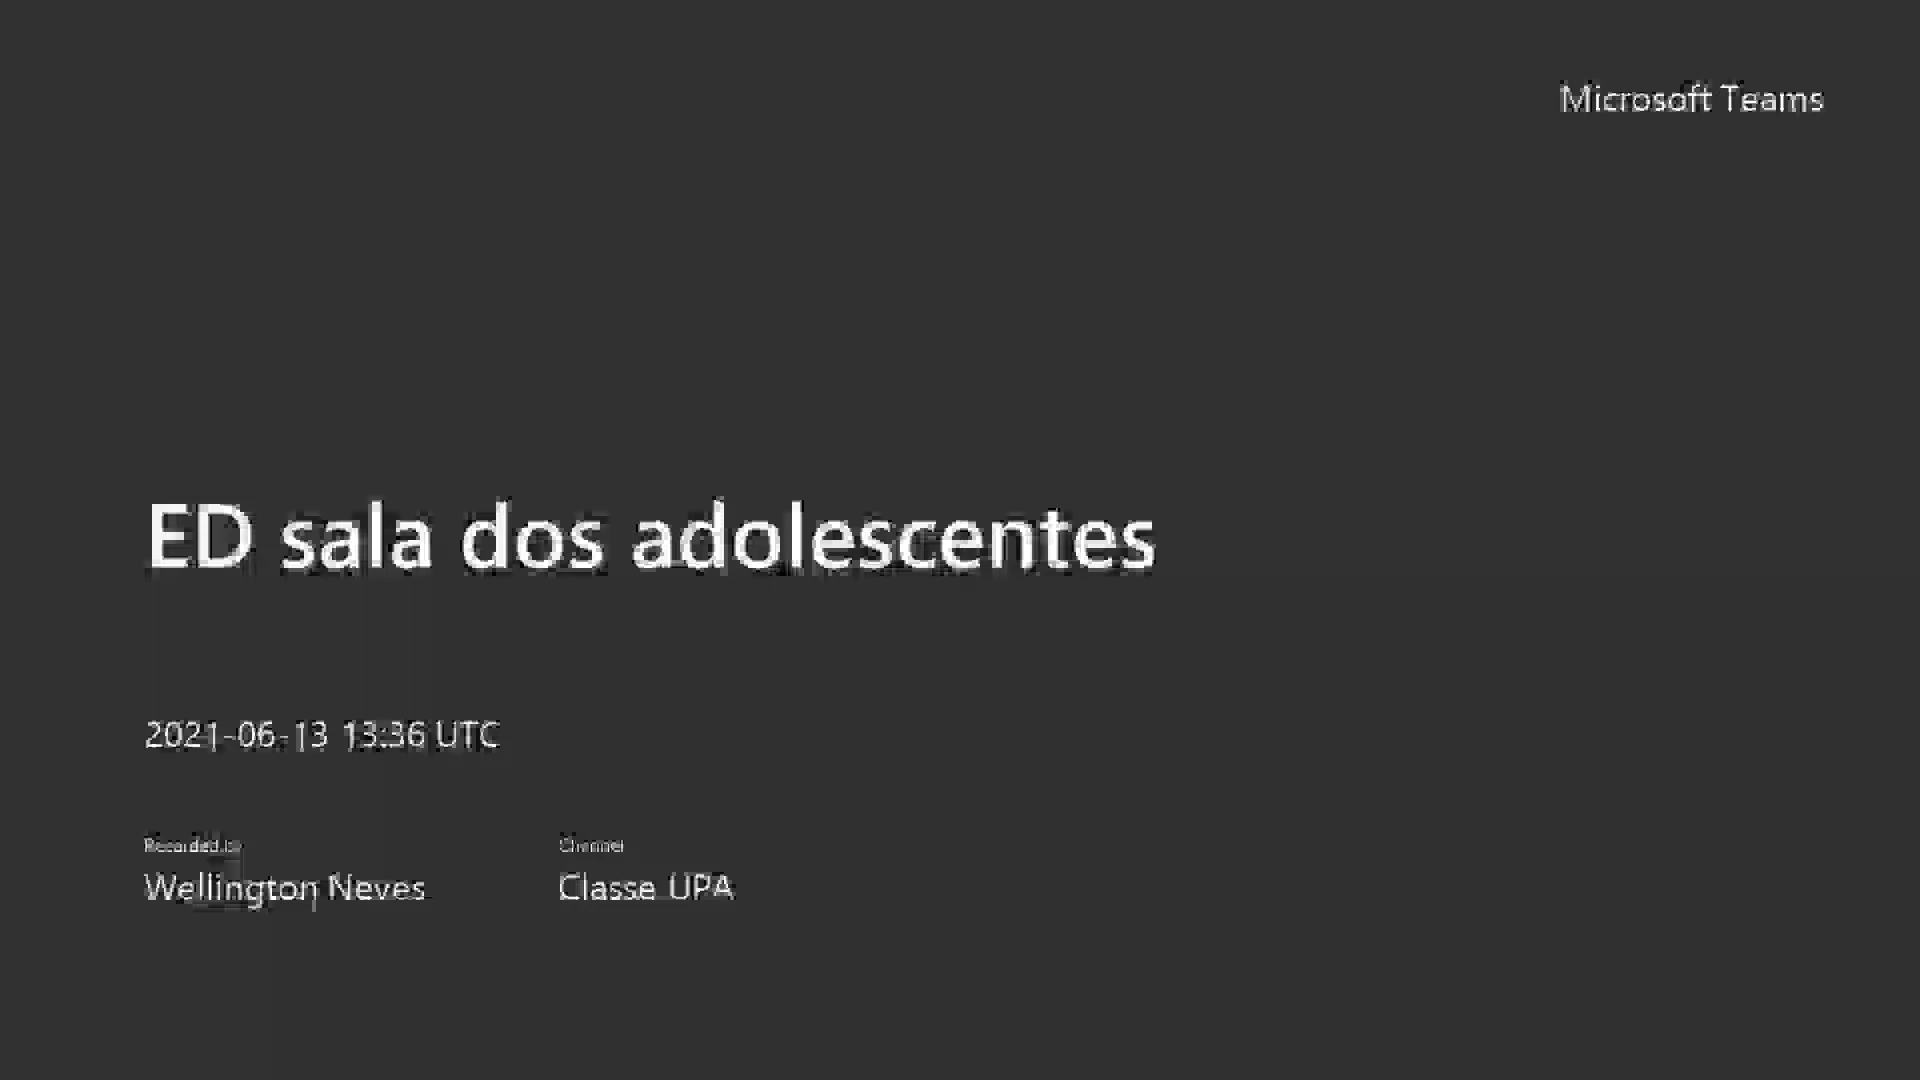 Microsoft Teams
ED sala dos adolescentes
2021-06-13 13:36 UTC
Recorded by
Channel
Wellington Neves
Classe UPA